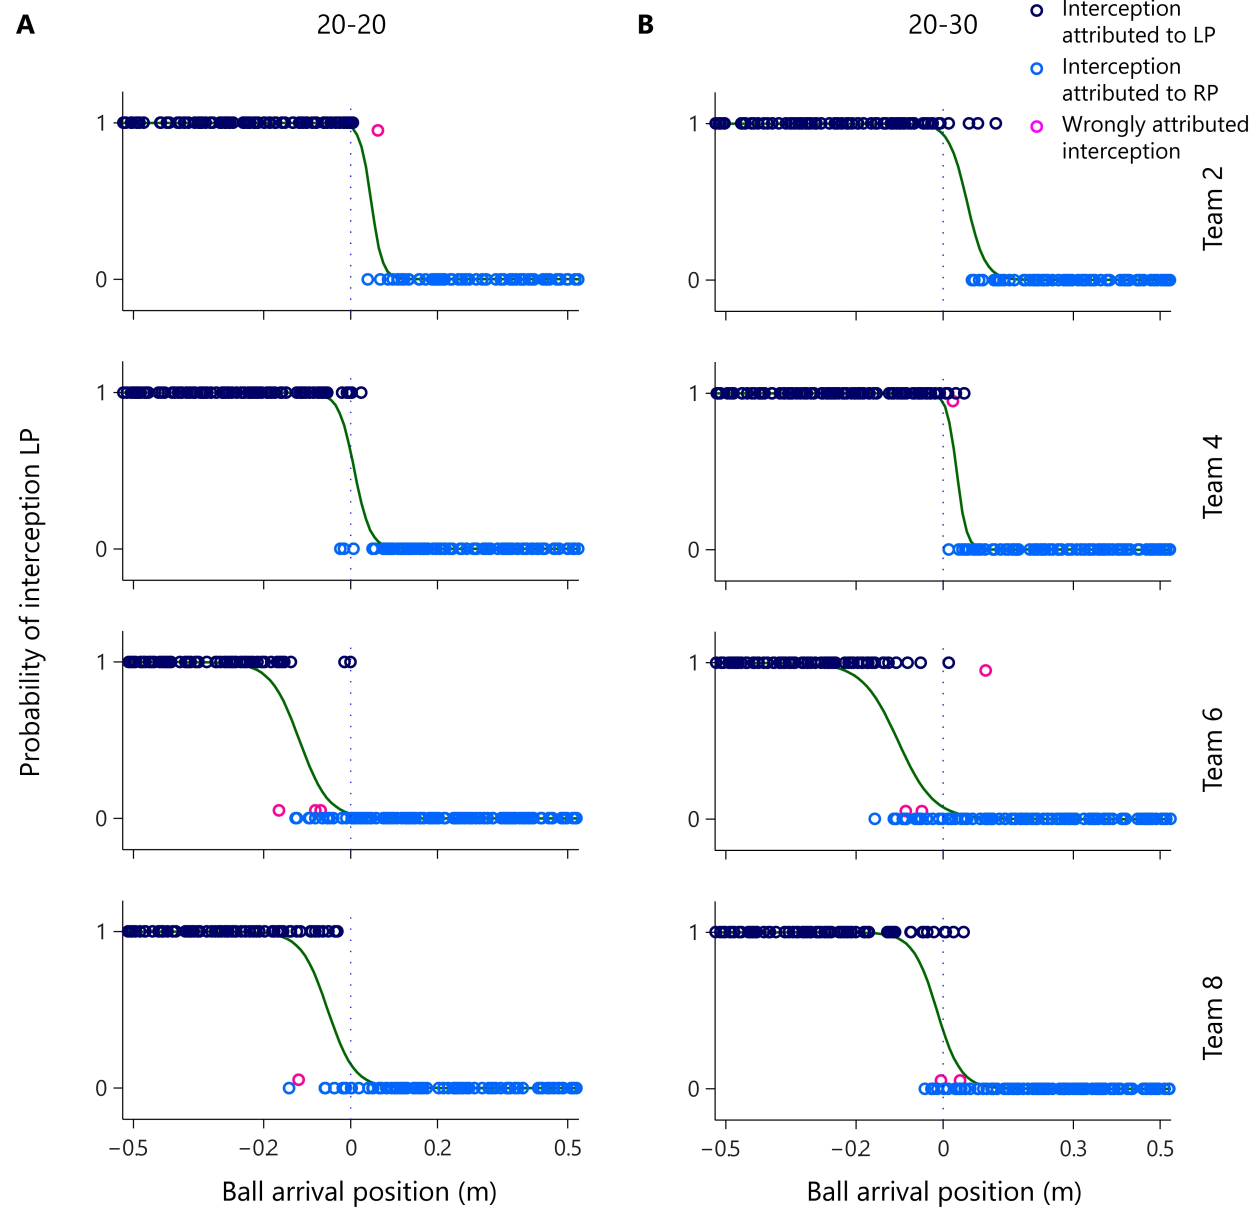 A
20-20
B
20-30
Interception
attributed to LP
Interception
attributed to RP
Wrongly attributed
interception
Probability of interception LP
1
0
1
0
Team 2
1
0
1
0
Team 4
1
0
1
0
Team 6
1
0
1
0
Team 8
−0.5
−0.2
0
0.2
0.5
−0.5
−0.2
0
0.3
0.5
Ball arrival position (m)
Ball arrival position (m)